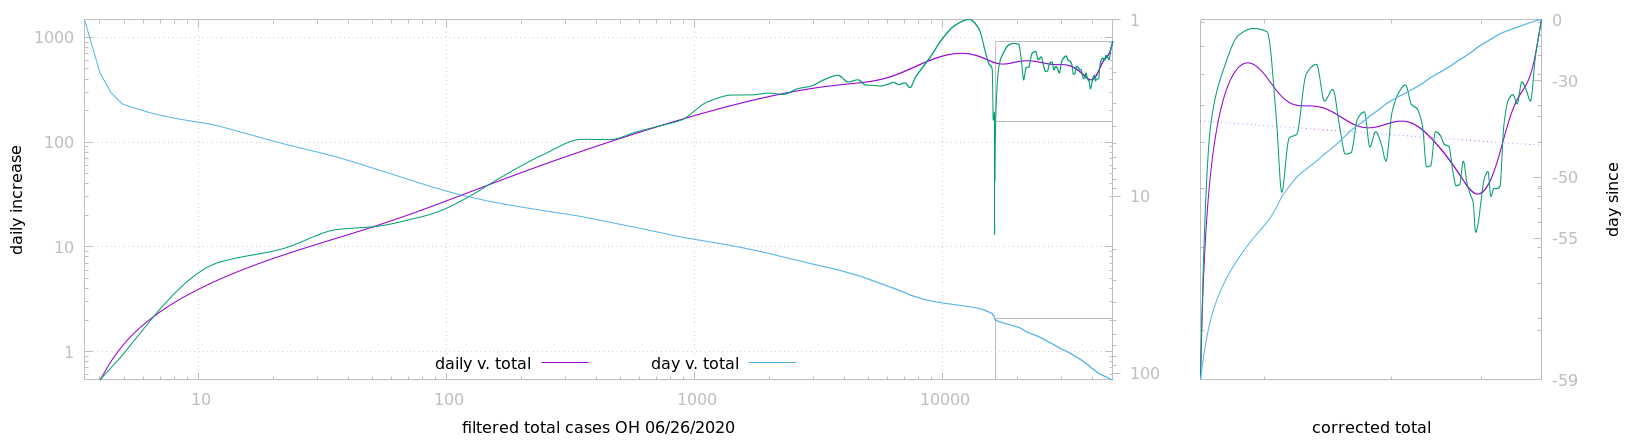 daily increase
1000
100
10
1
10
100
1000
10000
filtered total cases OH 06/26/2020
daily v. total
day v. total
1
10
100
0
-30
-50
-55
-59
day since
corrected total